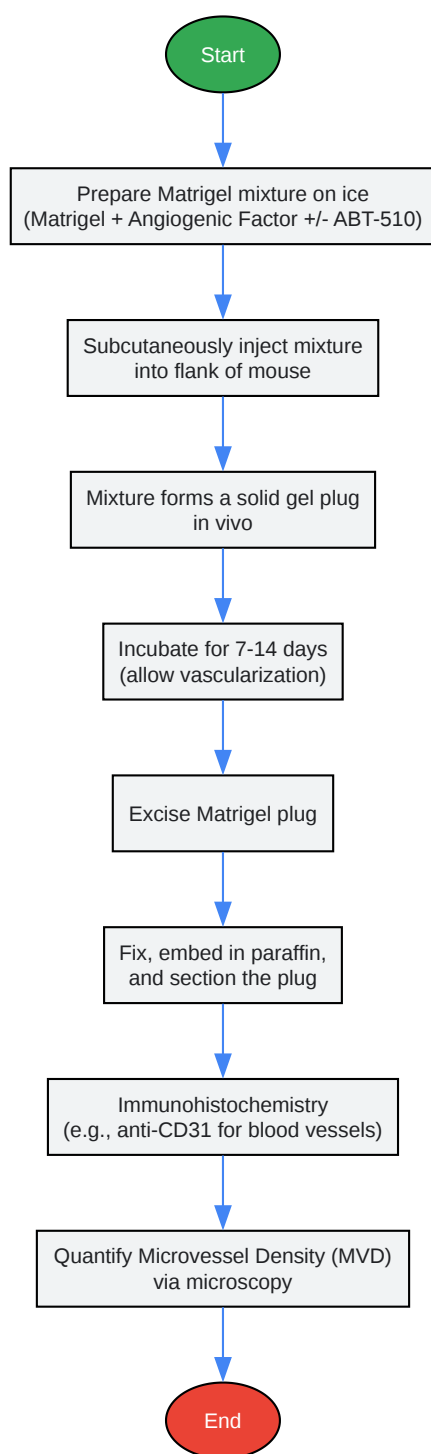 Start
Prepare Matrigel mixture on ice
(Matrigel + Angiogenic Factor +/- ABT-510)
Subcutaneously inject mixture
into flank of mouse
Mixture forms a solid gel plug
in vivo
Incubate for 7-14 days
(allow vascularization)
Excise Matrigel plug
Fix, embed in paraffin,
and section the plug
Immunohistochemistry
(e.g., anti-CD31 for blood vessels)
Quantify Microvessel Density (MVD)
via microscopy
End